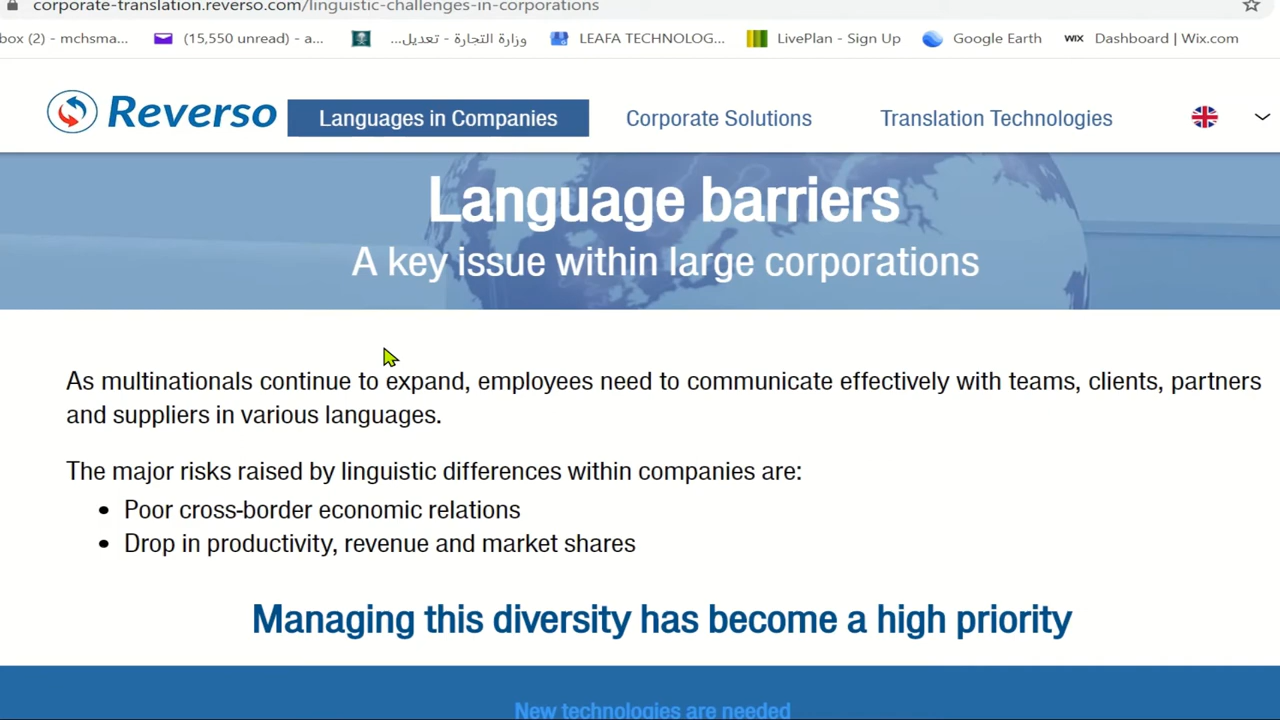 corporate-translation.reverso.com/linguistic-challenges-in-corporations
box (2) - mchsma... (15,550 unread) - a... وزارة التجارة - تعديل... LEAFA TECHNOLOG... LivePlan - Sign Up Google Earth WIX Dashboard | Wix.com
Reverso Languages in Companies Corporate Solutions Translation Technologies
Language barriers
A key issue within large corporations
As multinationals continue to expand, employees need to communicate effectively with teams, clients, partners
and suppliers in various languages.
The major risks raised by linguistic differences within companies are:
• Poor cross-border economic relations
• Drop in productivity, revenue and market shares
Managing this diversity has become a high priority
New technologies are needed